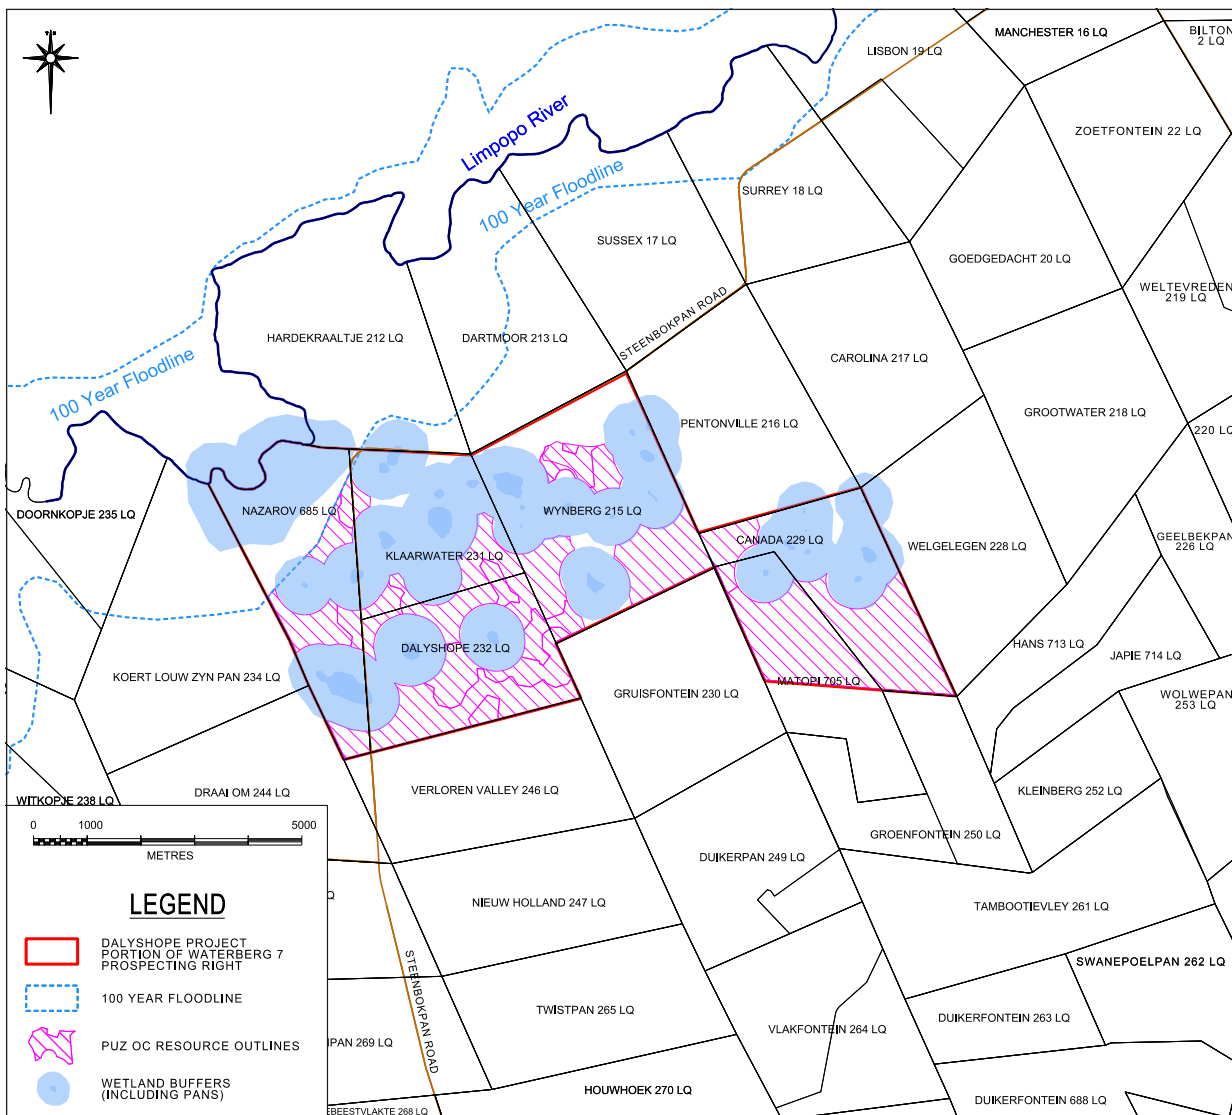 MANCHESTER 16 LQ
BILTON
2 LQ
LISBON 19 LQ
Limpopo River
ZOETFONTEIN 22 LQ
100 Year Floodline
SURREY 18 LQ
SUSSEX 17 LQ
GOEDGEDACHT 20 LQ
WELTEVREDEN
219 LQ
STEENBOKPAN ROAD
HARDEKRAALTJE 212 LQ
DARTMOOR 213 LQ
CAROLINA 217 LQ
100 Year Floodline
GROOTWATER 218 LQ
PENTONVILLE 216 LQ
220 LQ
DOORNKOPJE 235 LQ
NAZAROV 685 LQ
WYNBERG 215 LQ
KLAARWATER 231 LQ
CANADA 229 LQ
WELGELEGEN 228 LQ
GEELBEKPAN
226 LQ
DALYSHOPE 232 LQ
HANS 713 LQ
JAPIE 714 LQ
KOERT LOUW ZYN PAN 234 LQ
MATOPI 705 LQ
GRUISFONTEIN 230 LQ
WOLWEPAN
253 LQ
WITKOPJE 238 LQ
DRAAI OM 244 LQ
VERLOREN VALLEY 246 LQ
KLEINBERG 252 LQ
GROENFONTEIN 250 LQ
DUIKERPAN 249 LQ
NIEUW HOLLAND 247 LQ
TAMBOOTIEVLEY 261 LQ
SWANEPOELPAN 262 LQ
STEENBOKPAN ROAD
TWISTPAN 265 LQ
VLAKFONTEIN 264 LQ
DUIKERFONTEIN 263 LQ
IPAN 269 LQ
HOUWHOEK 270 LQ
DUIKERFONTEIN 688 LQ
EBEESTVLAKTE 268 LQ
0 1000 5000
METRES
LEGEND
DALYSHOPE PROJECT
PORTION OF WATERBERG 7
PROSPECTING RIGHT
100 YEAR FLOODLINE
PUZ OC RESOURCE OUTLINES
WETLAND BUFFERS
(INCLUDING PANS)